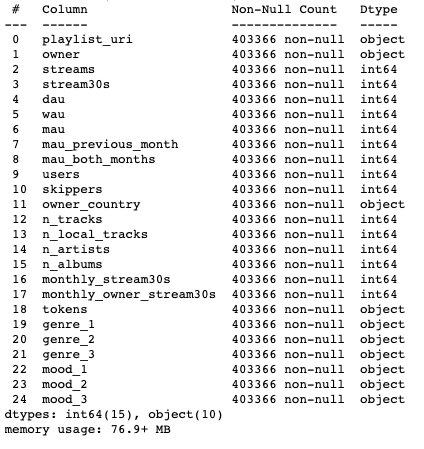 #   Column                  Non-Null Count   Dtype
---  ------                  --------------   -----
0   playlist_uri            403366 non-null  object
1   owner                   403366 non-null  object
2   streams                 403366 non-null  int64
3   stream30s               403366 non-null  int64
4   dau                     403366 non-null  int64
5   wau                     403366 non-null  int64
6   mau                     403366 non-null  int64
7   mau_previous_month      403366 non-null  int64
8   mau_both_months         403366 non-null  int64
9   users                   403366 non-null  int64
10  skippers                403366 non-null  int64
11  owner_country           403366 non-null  object
12  n_tracks                403366 non-null  int64
13  n_local_tracks          403366 non-null  int64
14  n_artists               403366 non-null  int64
15  n_albums                403366 non-null  int64
16  monthly_stream30s       403366 non-null  int64
17  monthly_owner_stream30s 403366 non-null  int64
18  tokens                  403366 non-null  object
19  genre_1                 403366 non-null  object
20  genre_2                 403366 non-null  object
21  genre_3                 403366 non-null  object
22  mood_1                  403366 non-null  object
23  mood_2                  403366 non-null  object
24  mood_3                  403366 non-null  object
dtypes: int64(15), object(10)
memory usage: 76.9+ MB